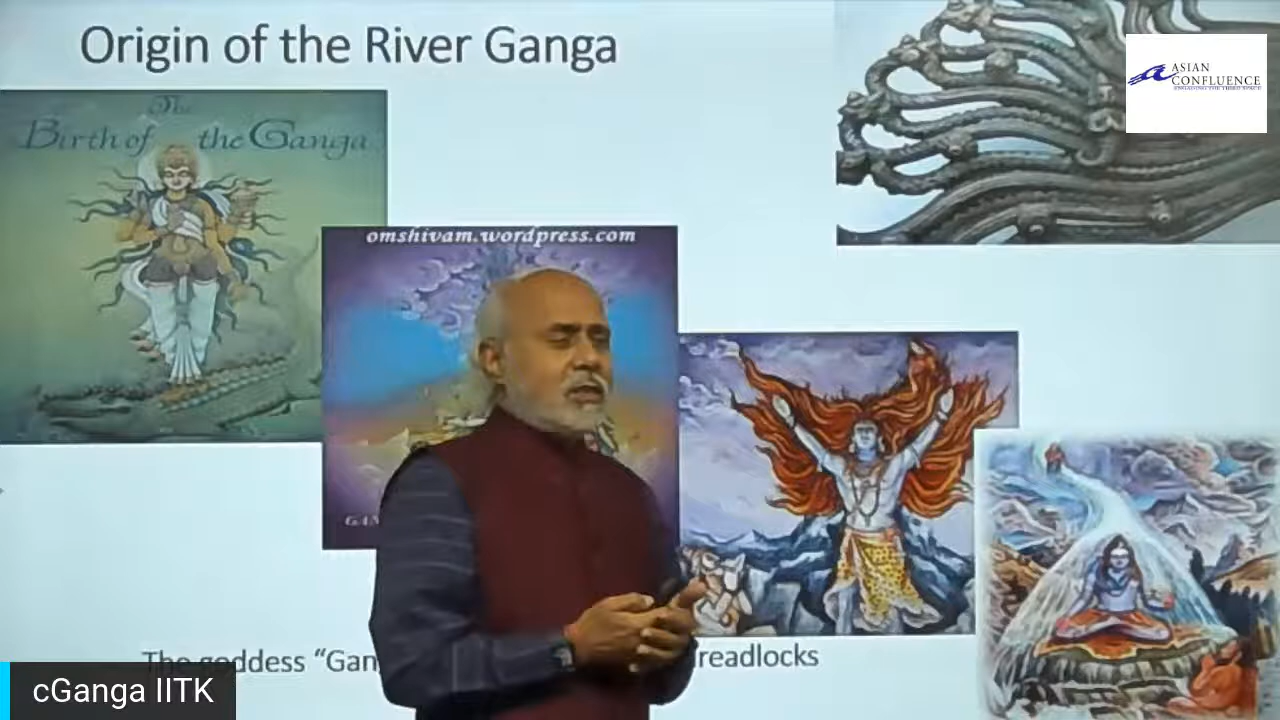 Origin of the River Ganga
ASIAN
CONFLUENCE
The
Birth of the Ganga
omshivam.wordpress.com
The goddess “Gan
readlocks
cGanga IITK